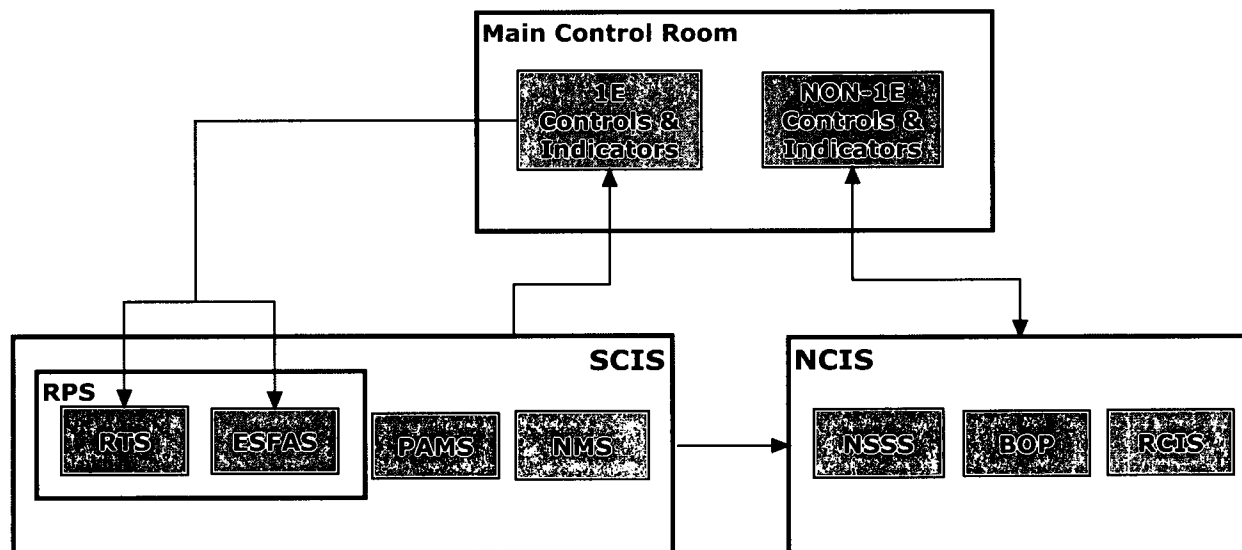 Main Control Room
1E
Controls &
Indicators
NON-1E
Controls &
Indicators
SCIS
RPS
RTS
ESFAS
PAMS
NMS
NCIS
NSSS
BOP
RCIS